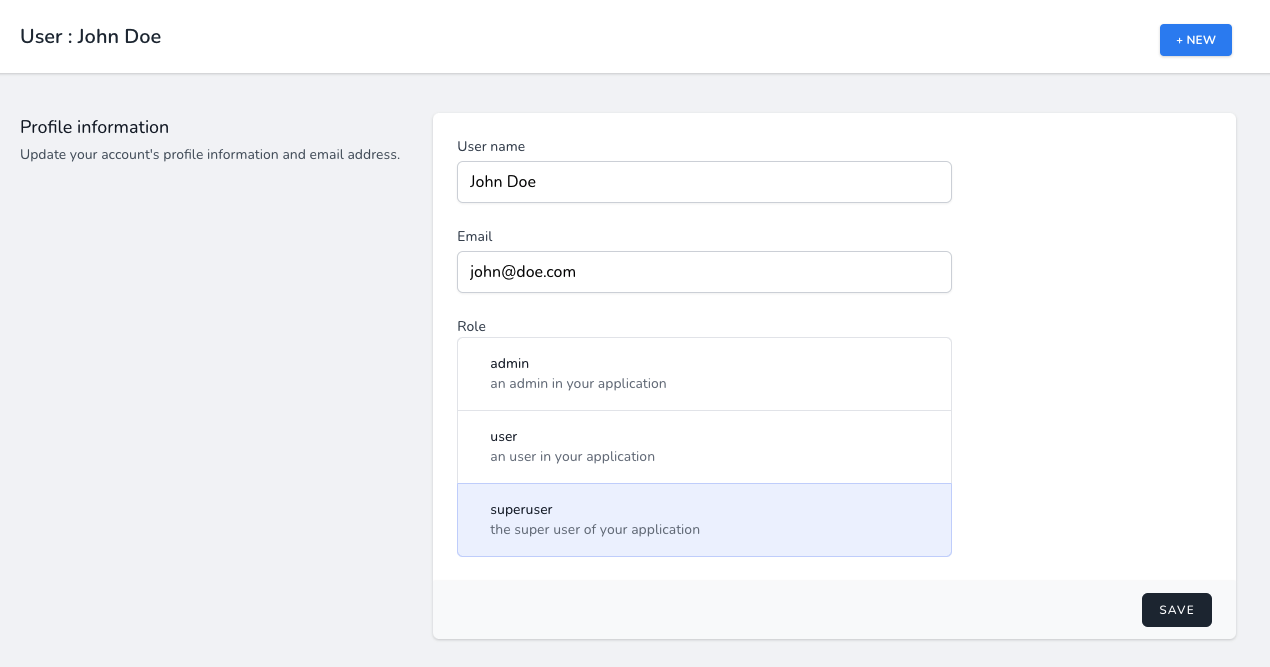 User : John Doe
+ NEW
Profile information
Update your account's profile information and email address.
User name
John Doe
Email
john@doe.com
Role
admin
an admin in your application
user
an user in your application
superuser
the super user of your application
SAVE